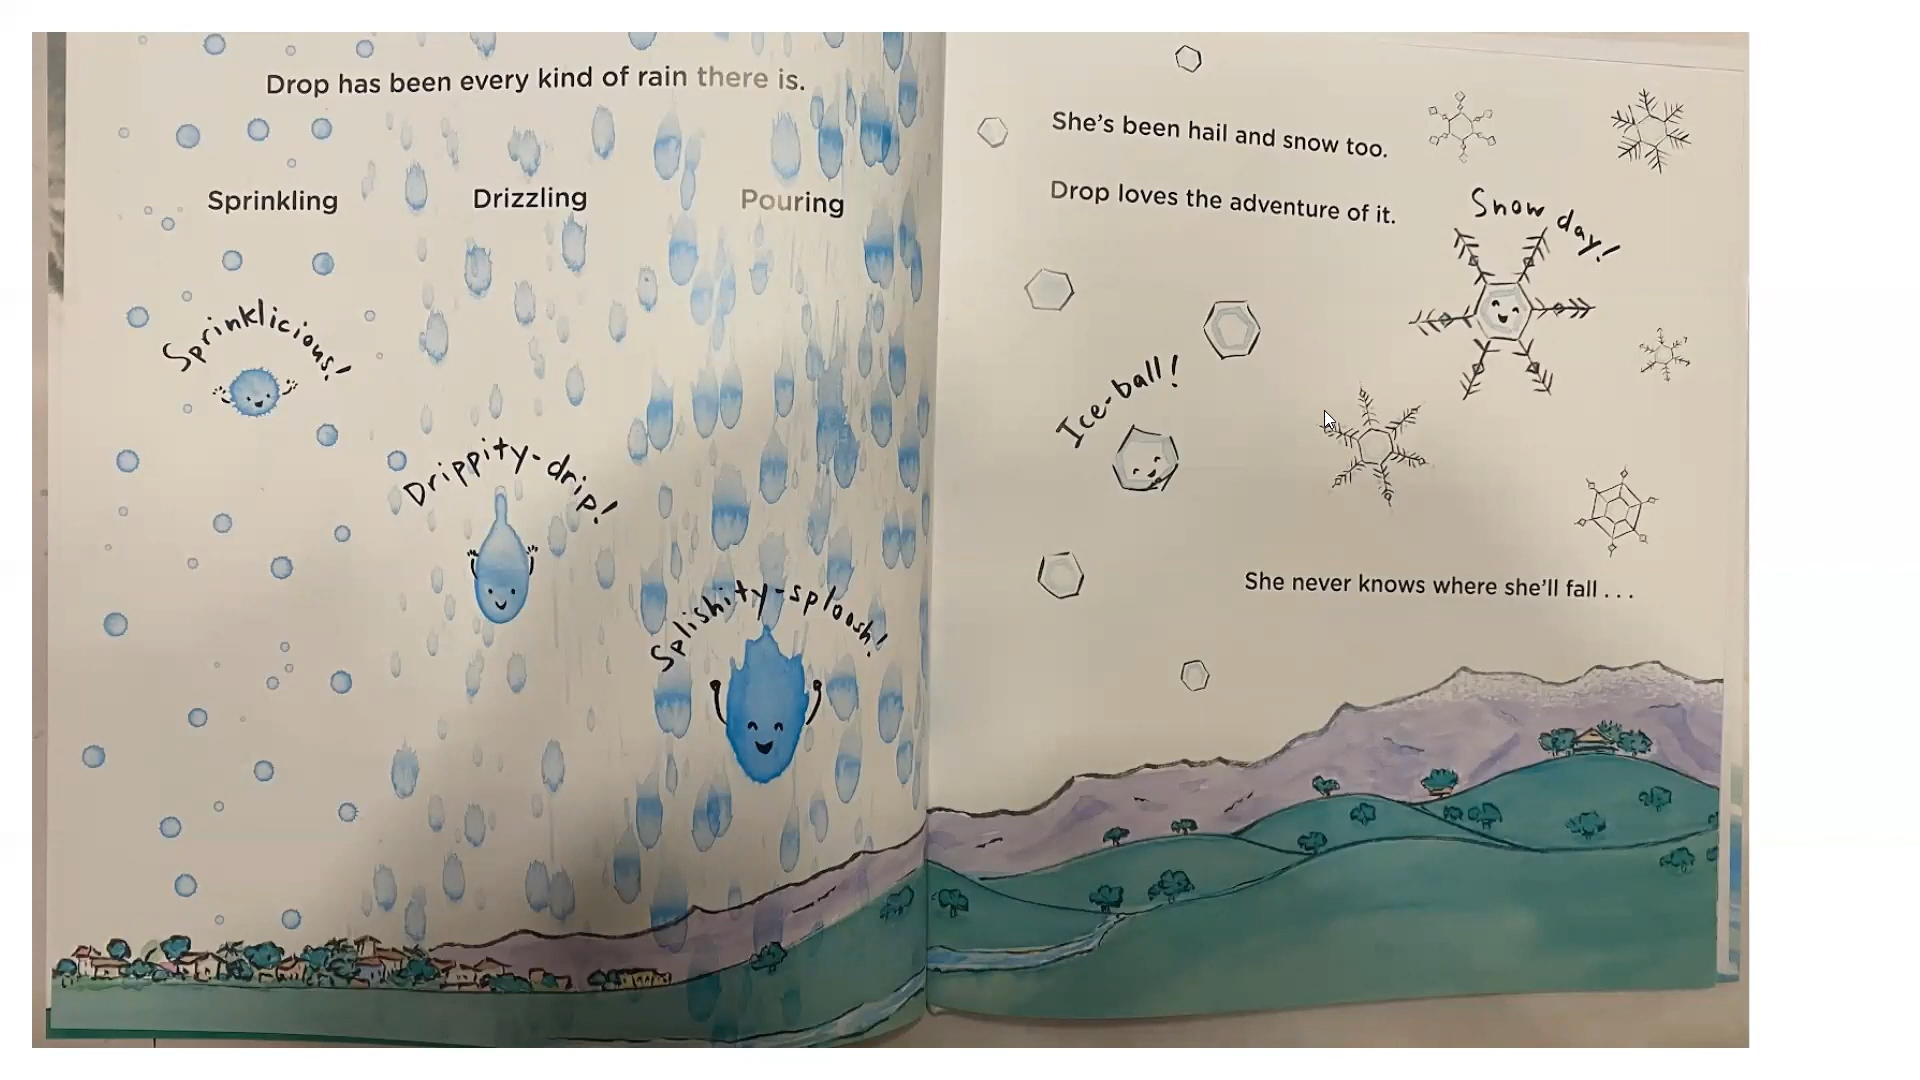 Drop has been every kind of rain there is.
Sprinkling
Drizzling
Pouring
Sprinklicious!
Drippity-drip!
Splishity-sploosh!
She's been hail and snow too.
Drop loves the adventure of it.
Snow day!
Ice-ball!
She never knows where she'll fall . . .